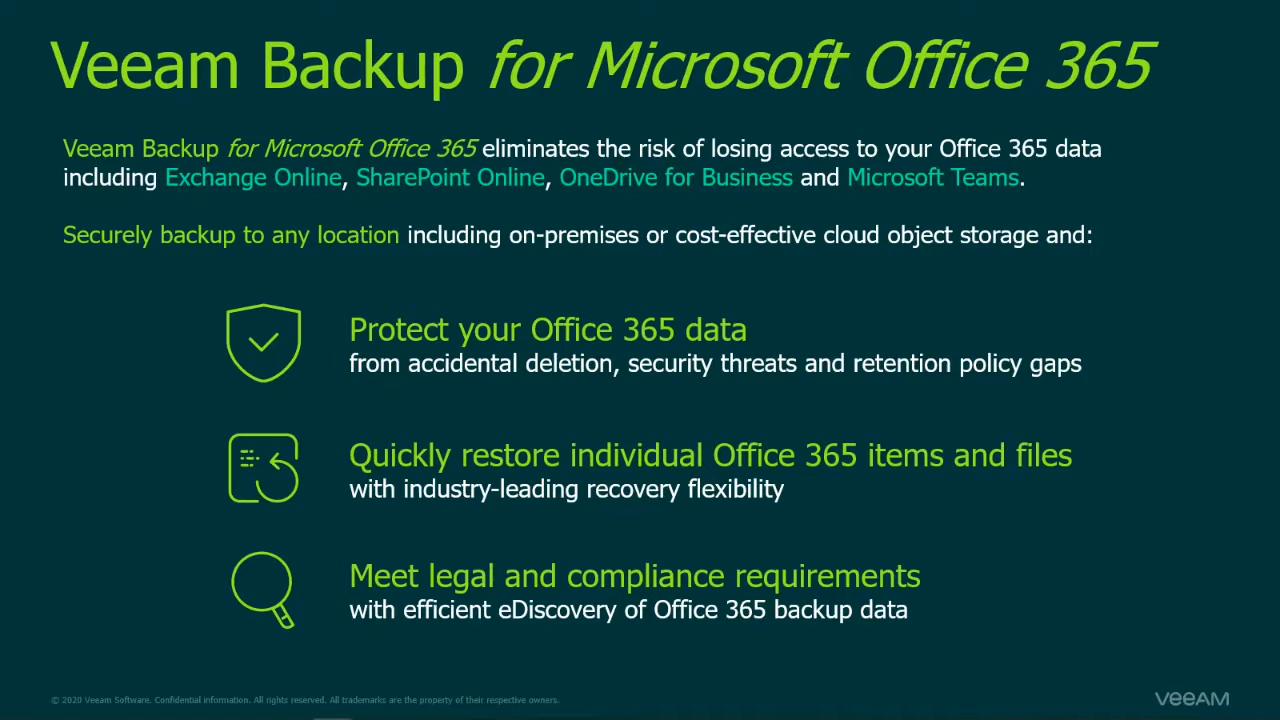 Veeam Backup for Microsoft Office 365
Veeam Backup for Microsoft Office 365 eliminates the risk of losing access to your Office 365 data
including Exchange Online, SharePoint Online, OneDrive for Business and Microsoft Teams.
Securely backup to any location including on-premises or cost-effective cloud object storage and:
Protect your Office 365 data
from accidental deletion, security threats and retention policy gaps
Quickly restore individual Office 365 items and files
with industry-leading recovery flexibility
Meet legal and compliance requirements
with efficient eDiscovery of Office 365 backup data
© 2020 Veeam Software. Confidential information. All rights reserved. All trademarks are the property of their respective owners.
VEEAM